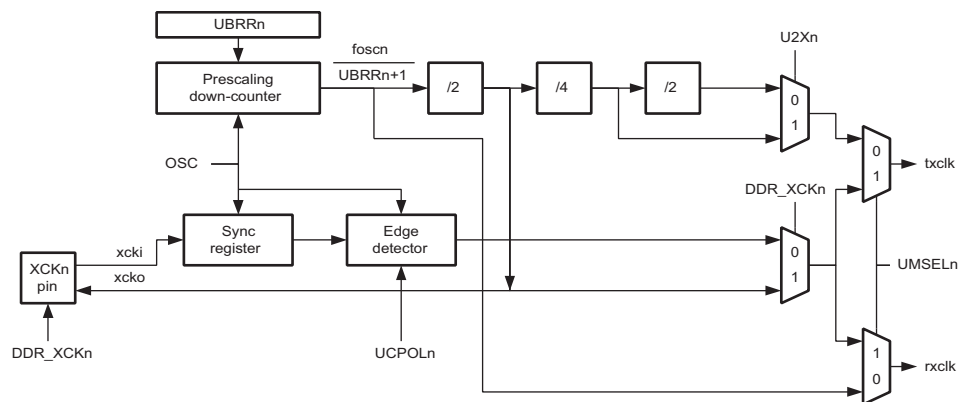 UBRRn
foscn
UBRRn+1
U2Xn
Prescaling
down-counter
/2
/4
/2
0
1
0
1
txclk
OSC
DDR_XCKn
Sync
register
Edge
detector
xcki
XCKn
pin
xcko
0
1
UMSELn
DDR_XCKn
UCPOLn
1
0
rxclk